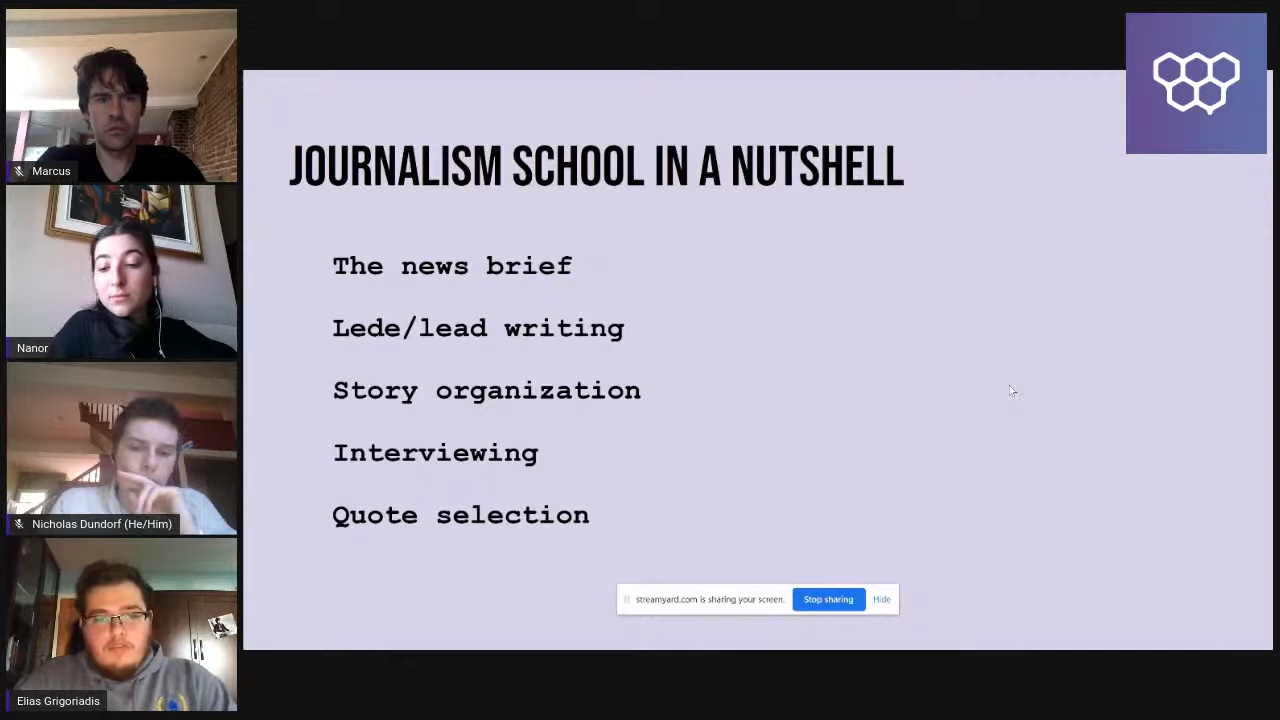 Marcus
Nanor
Nicholas Dundorf (He/Him)
Elias Grigoriadis
JOURNALISM SCHOOL IN A NUTSHELL
The news brief
Lede/lead writing
Story organization
Interviewing
Quote selection
streamyard.com is sharing your screen. Stop sharing Hide